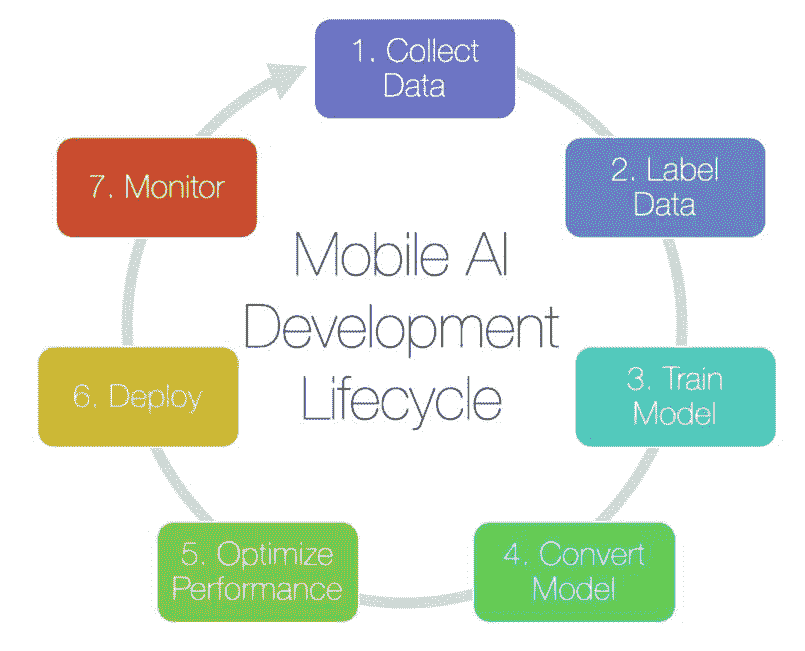 1. Collect
Data
2. Label
Data
3. Train
Model
4. Convert
Model
5. Optimize
Performance
6. Deploy
7. Monitor
Mobile AI
Development
Lifecycle